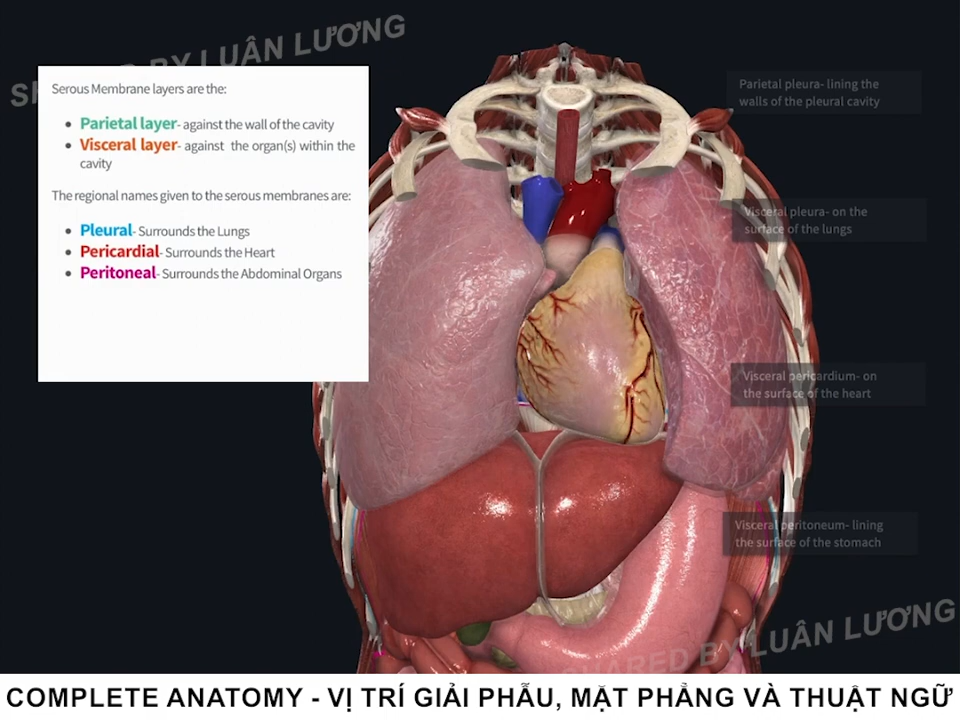 SHARED BY LUÂN LƯƠNG
Serous Membrane layers are the:
• Parietal layer- against the wall of the cavity
• Visceral layer- against the organ(s) within the
cavity
The regional names given to the serous membranes are:
• Pleural- Surrounds the Lungs
• Pericardial- Surrounds the Heart
• Peritoneal- Surrounds the Abdominal Organs
Parietal pleura- lining the
walls of the pleural cavity
Visceral pleura- on the
surface of the lungs
Visceral pericardium- on
the surface of the heart
Visceral peritoneum- lining
the surface of the stomach
SHARED BY LUÂN LƯƠNG
COMPLETE ANATOMY - VỊ TRÍ GIẢI PHẪU, MẶT PHẲNG VÀ THUẬT NGỮ